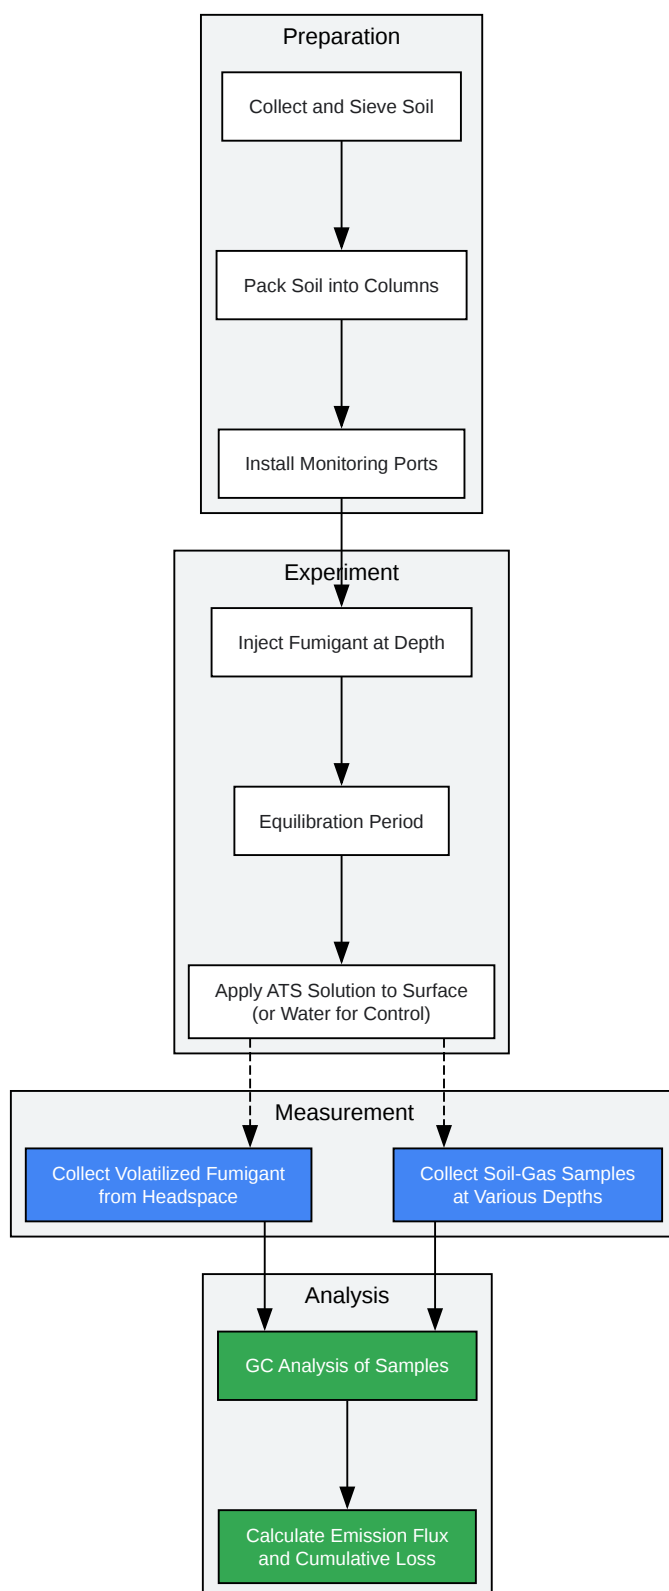 Preparation
Collect and Sieve Soil
Pack Soil into Columns
Install Monitoring Ports
Experiment
Inject Fumigant at Depth
Equilibration Period
Apply ATS Solution to Surface
(or Water for Control)
Measurement
Collect Volatilized Fumigant
from Headspace
Collect Soil-Gas Samples
at Various Depths
Analysis
GC Analysis of Samples
Calculate Emission Flux
and Cumulative Loss